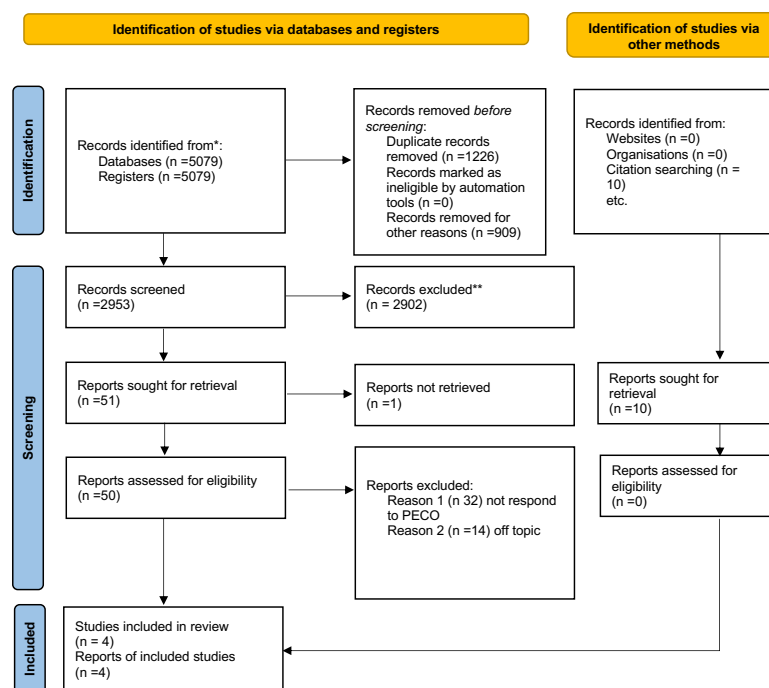 Identification of studies via databases and registers
Identification of studies via
other methods
Identification
Records identified from*:
Databases (n =5079)
Registers (n =5079)
Records removed before
screening:
Duplicate records
removed (n =1226)
Records marked as
ineligible by automation
tools (n =0)
Records removed for
other reasons (n =909)
Records identified from:
Websites (n =0)
Organisations (n =0)
Citation searching (n =
10)
etc.
Screening
Records screened
(n =2953)
Records excluded**
(n = 2902)
Reports sought for retrieval
(n =51)
Reports not retrieved
(n =1)
Reports sought for
retrieval
(n =10)
Reports assessed for eligibility
(n =50)
Reports excluded:
Reason 1 (n 32) not respond
to PECO
Reason 2 (n =14) off topic
Reports assessed for
eligibility
(n =0)
Included
Studies included in review
(n = 4)
Reports of included studies
(n =4)